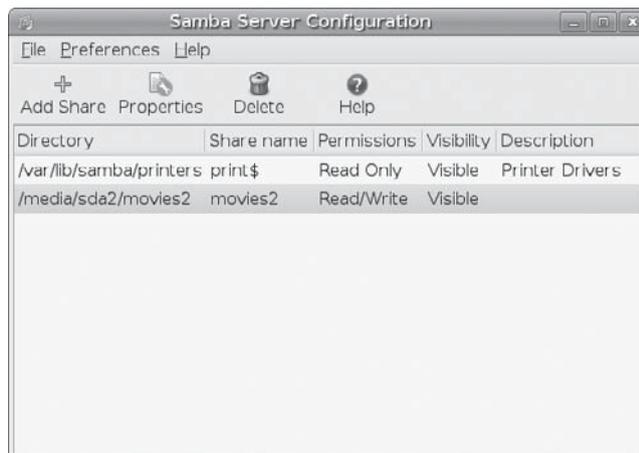 Samba Server Configuration
File Preferences Help
Add Share Properties Delete Help
Directory Share name Permissions Visibility Description
/var/lib/samba/printers print$ Read Only Visible Printer Drivers
/media/sda2/movies2 movies2 Read/Write Visible